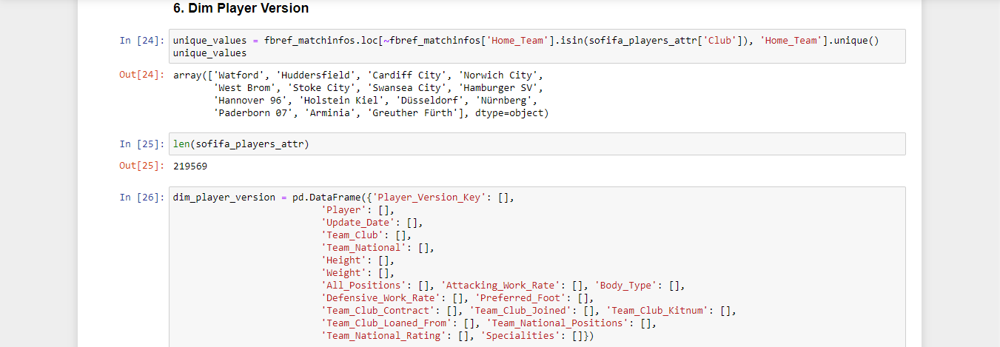 6. Dim Player Version
In [24]: unique_values = fbref_matchinfos.loc[~fbref_matchinfos['Home_Team'].isin(sofifa_players_attr['Club']), 'Home_Team'].unique()
unique_values
Out[24]: array(['Watford', 'Huddersfield', 'Cardiff City', 'Norwich City',
'West Brom', 'Stoke City', 'Swansea City', 'Hamburger SV',
'Hannover 96', 'Holstein Kiel', 'Düsseldorf', 'Nürnberg',
'Paderborn 07', 'Arminia', 'Greuther Fürth'], dtype=object)
In [25]: len(sofifa_players_attr)
Out[25]: 219569
In [26]: dim_player_version = pd.DataFrame({'Player_Version_Key': [],
'Player': [],
'Update_Date': [],
'Team_Club': [],
'Team_National': [],
'Height': [],
'Weight': [],
'All_Positions': [], 'Attacking_Work_Rate': [], 'Body_Type': [],
'Defensive_Work_Rate': [], 'Preferred_Foot': [],
'Team_Club_Contract': [], 'Team_Club_Joined': [], 'Team_Club_Kitnum': [],
'Team_Club_Loaned_From': [], 'Team_National_Positions': [],
'Team_National_Rating': [], 'Specialities': []})